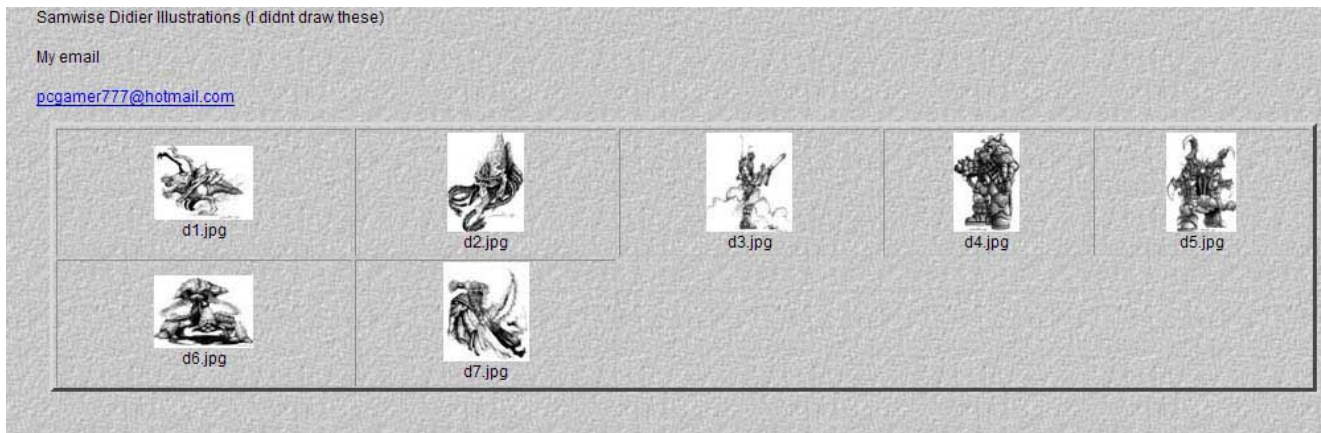 Samwise Didier Illustrations (I didnt draw these)
My email
pcgamer777@hotmail.com
d1.jpg
d2.jpg
d3.jpg
d4.jpg
d5.jpg
d6.jpg
d7.jpg